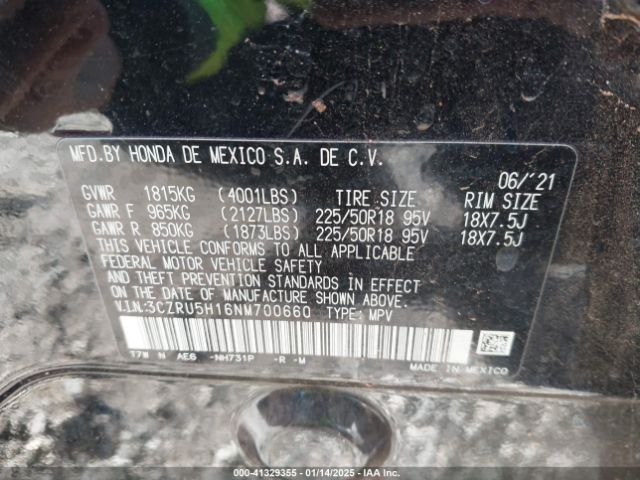 MFD.BY HONDA DE MEXICO S.A. DE C.V.
06/'21
GVWR 1815KG (4001LBS) TIRE SIZE RIM SIZE
GAWR F 965KG (2127LBS) 225/50R18 95V 18X7.5J
GAWR R 850KG (1873LBS) 225/50R18 95V 18X7.5J
THIS VEHICLE CONFORMS TO ALL APPLICABLE
FEDERAL MOTOR VEHICLE SAFETY
AND THEFT PREVENTION STANDARDS IN EFFECT
ON THE DATE OF MANUFACTURE SHOWN ABOVE.
V.I.N.:3CZRU5H16NM700660 TYPE: MPV
T7W N AE6 -NH731P -R -M
MADE IN MEXICO
000-41329355 | 01/14/2025 | IAA Inc.